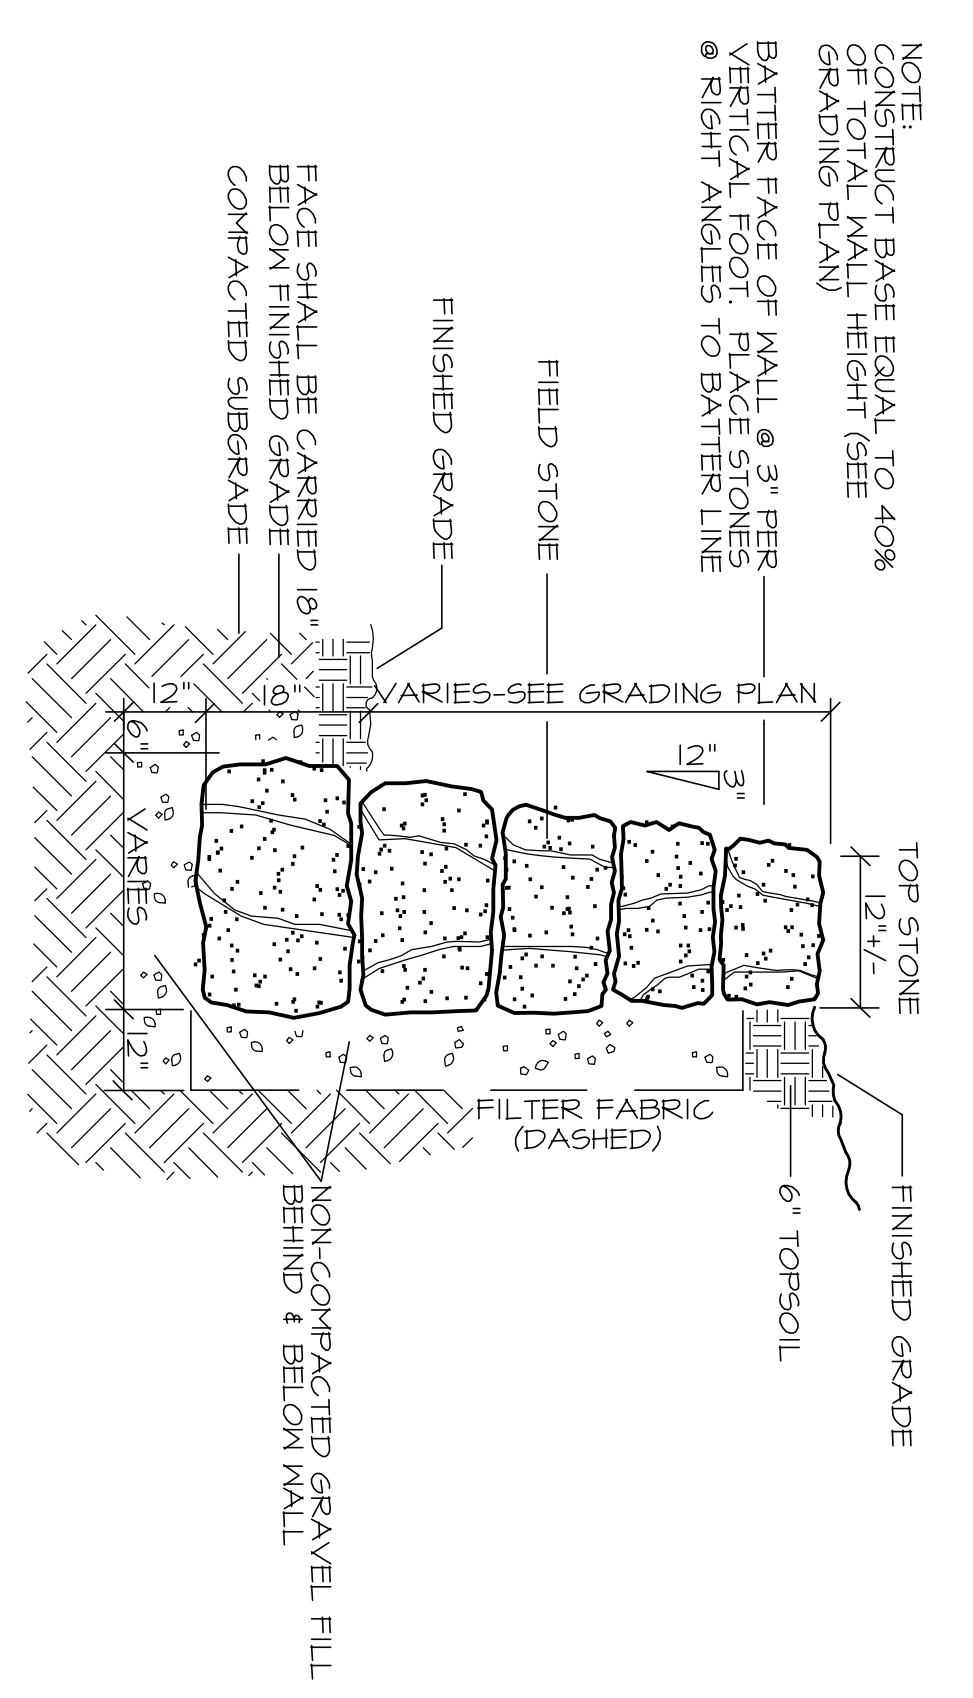 NOTE:
CONSTRUCT BASE EQUAL TO 40%
OF TOTAL WALL HEIGHT (SEE
GRADING PLAN)
BATTER FACE OF WALL @ 3" PER
VERTICAL FOOT. PLACE STONES
@ RIGHT ANGLES TO BATTER LINE
FIELD STONE
FINISHED GRADE
FACE SHALL BE CARRIED 18"
BELOW FINISHED GRADE
COMPACTED SUBGRADE
TOP STONE
12"+/-
12"
3"
VARIES-SEE GRADING PLAN
18"
12"
6"
VARIES
12"
FINISHED GRADE
6" TOPSOIL
FILTER FABRIC
(DASHED)
NON-COMPACTED GRAVEL FILL
BEHIND & BELOW WALL